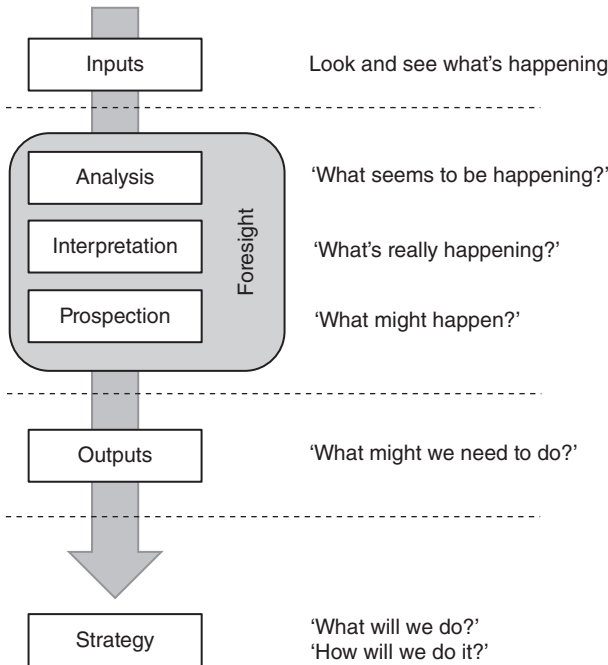 Inputs
Look and see what's happening
Analysis
‘What seems to be happening?’
Interpretation
‘What's really happening?’
Foresight
Prospection
‘What might happen?’
Outputs
‘What might we need to do?’
Strategy
‘What will we do?’
‘How will we do it?’